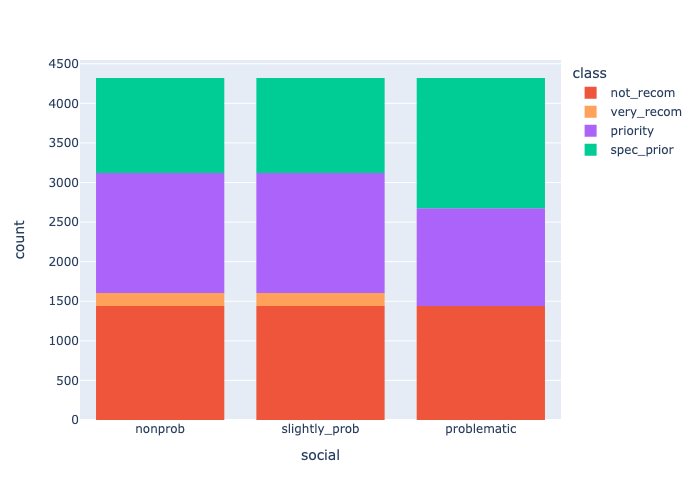 class
not_recom
very_recom
priority
spec_prior
count
4500
4000
3500
3000
2500
2000
1500
1000
500
0
nonprob
slightly_prob
problematic
social